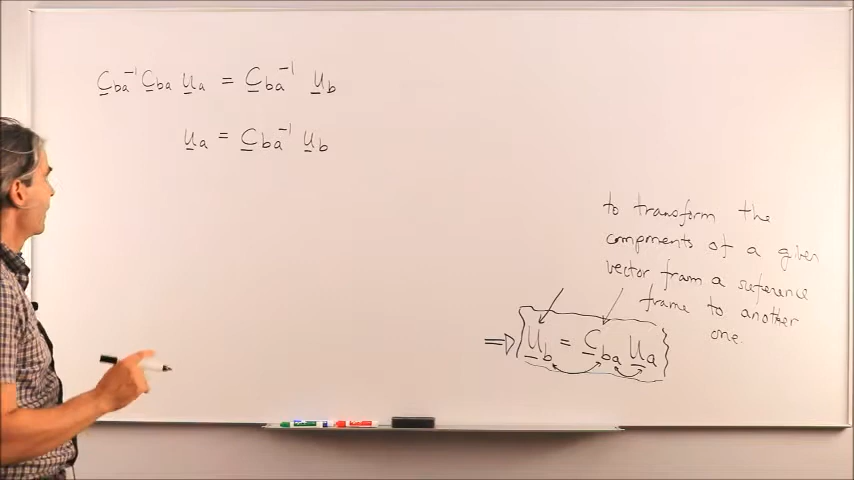 C_ba⁻¹ C_ba u_a = C_ba⁻¹ u_b
u_a = C_ba⁻¹ u_b
to transform the
components of a given
vector fram a reference
frame to another
one.
⇒ u_b = C_ba u_a